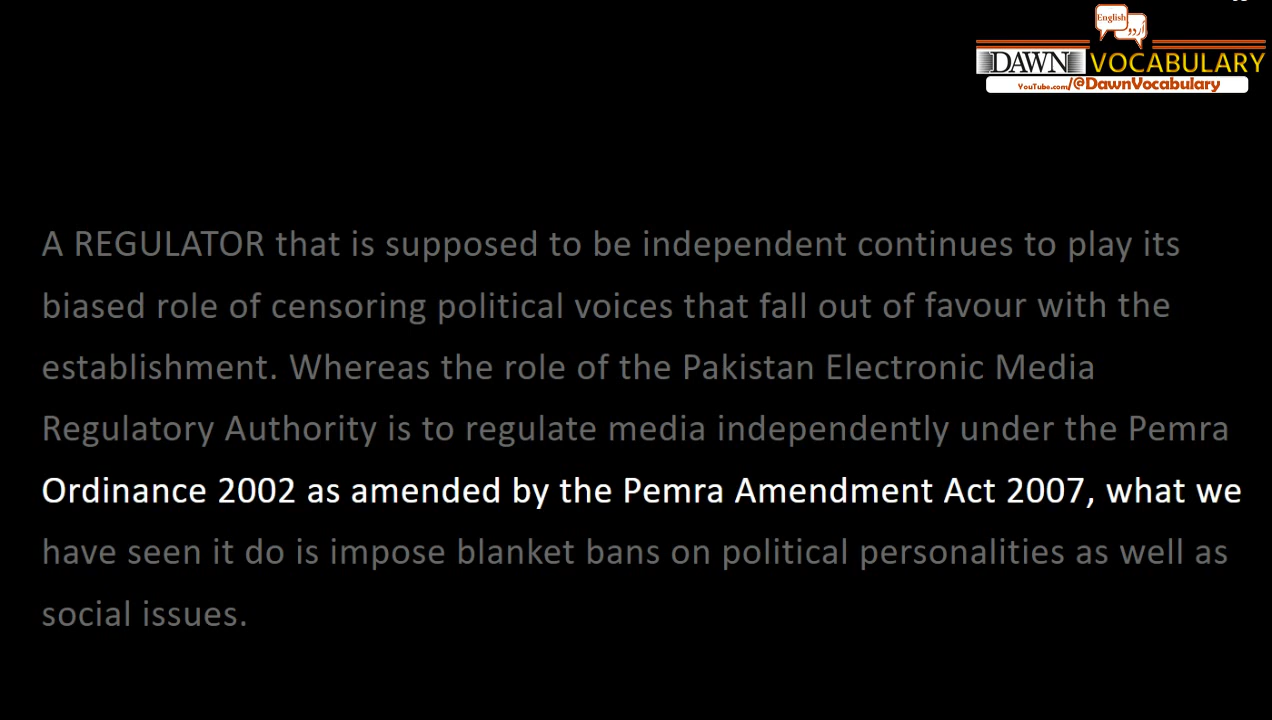 English
اُردو
DAWN VOCABULARY
YouTube.com/@DawnVocabulary
A REGULATOR that is supposed to be independent continues to play its
biased role of censoring political voices that fall out of favour with the
establishment. Whereas the role of the Pakistan Electronic Media
Regulatory Authority is to regulate media independently under the Pemra
Ordinance 2002 as amended by the Pemra Amendment Act 2007, what we
have seen it do is impose blanket bans on political personalities as well as
social issues.